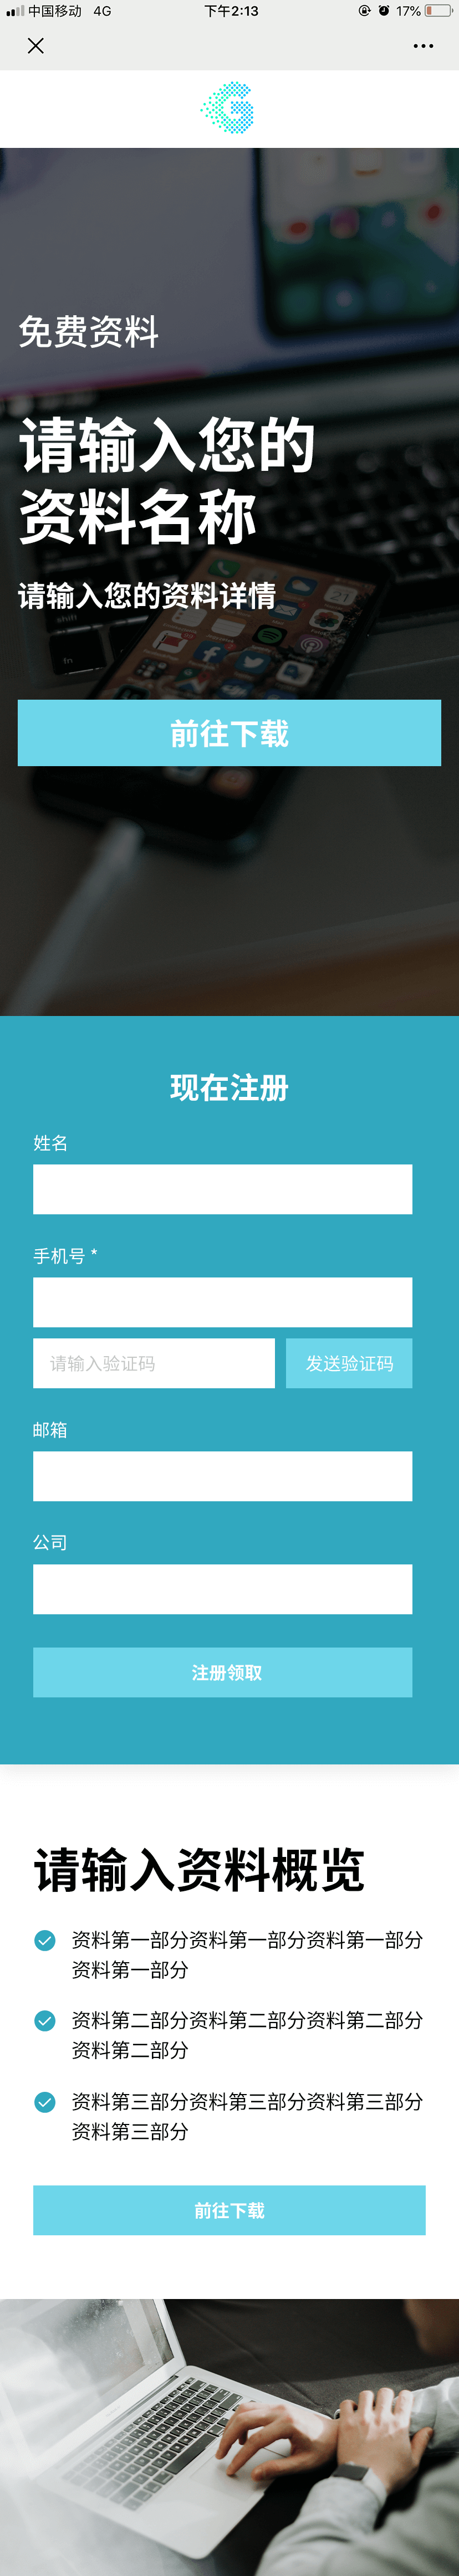 中国移动 4G 下午2:13 17%
免费资料
请输入您的
资料名称
请输入您的资料详情
fn
21
前往下载
现在注册
姓名
手机号 *
请输入验证码 发送验证码
邮箱
公司
注册领取
请输入资料概览
资料第一部分资料第一部分资料第一部分
资料第一部分
资料第二部分资料第二部分资料第二部分
资料第二部分
资料第三部分资料第三部分资料第三部分
资料第三部分
前往下载